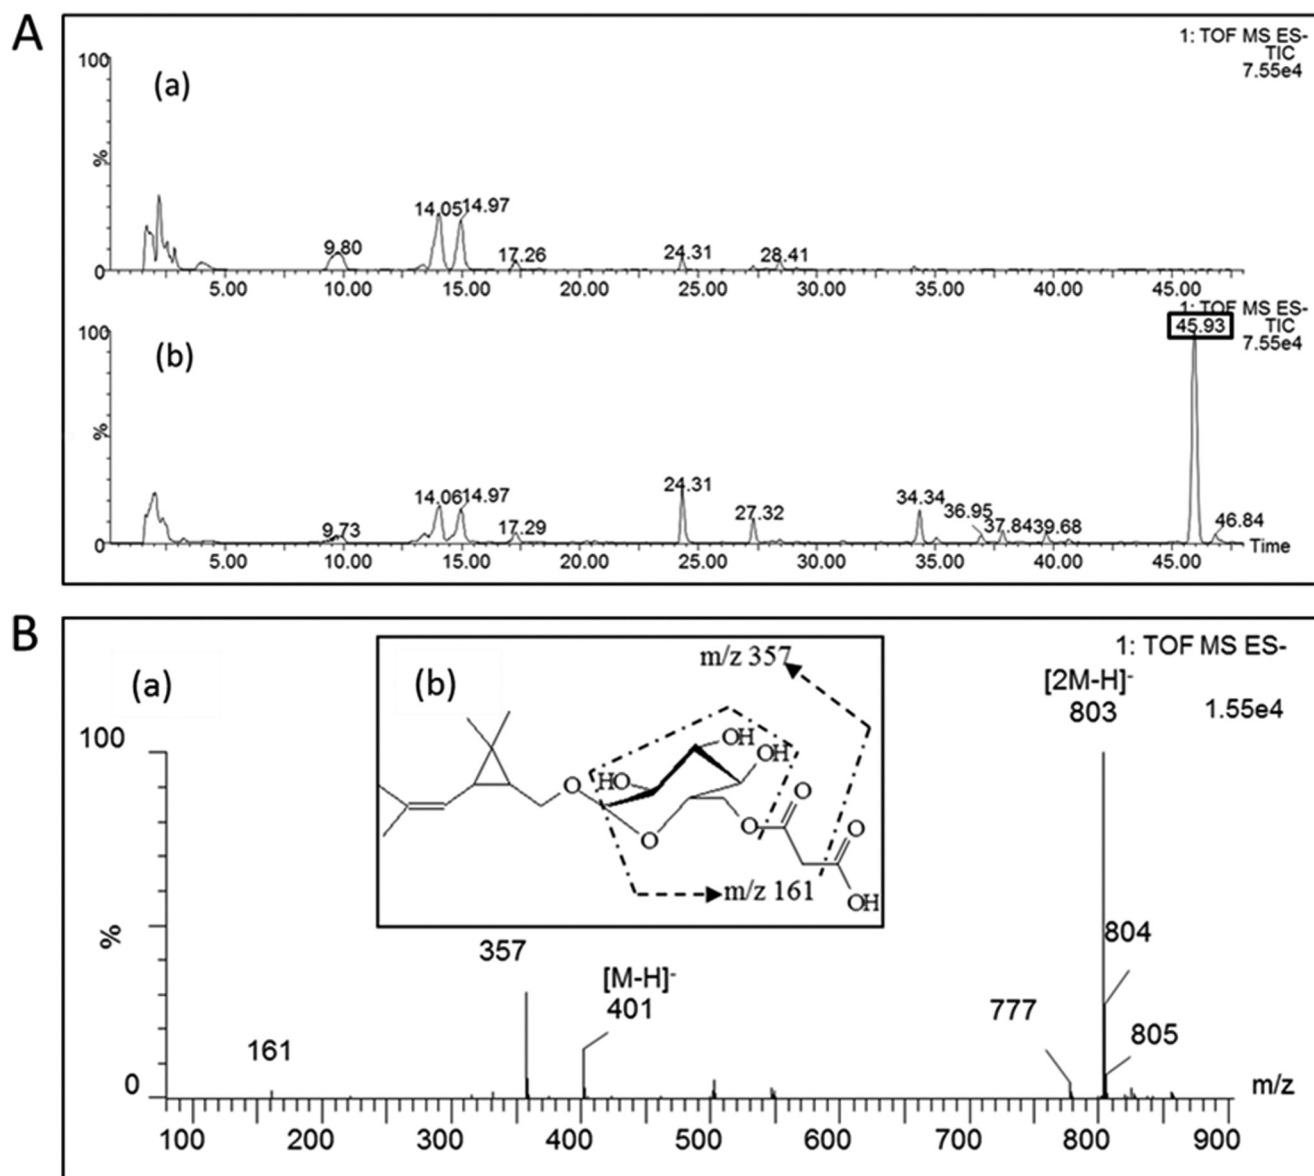 A
1: TOF MS ES-
TIC
7.55e4
100
(a)
%
14.05
14.97
9.80
17.26
24.31
28.41
0
5.00
10.00
15.00
20.00
25.00
30.00
35.00
40.00
45.00
1: TOF MS ES-
TIC
7.55e4
45.93
100
(b)
%
14.06
14.97
9.73
17.29
24.31
27.32
34.34
36.95
37.84
39.68
46.84
0
Time
5.00
10.00
15.00
20.00
25.00
30.00
35.00
40.00
45.00
B
(a)
(b)
m/z 357
1: TOF MS ES-
[2M-H]-
803
1.55e4
100
OH
OH
HO
O
O
O
O
O
OH
m/z 161
%
357
[M-H]-
401
161
777
804
805
0
m/z
100
200
300
400
500
600
700
800
900